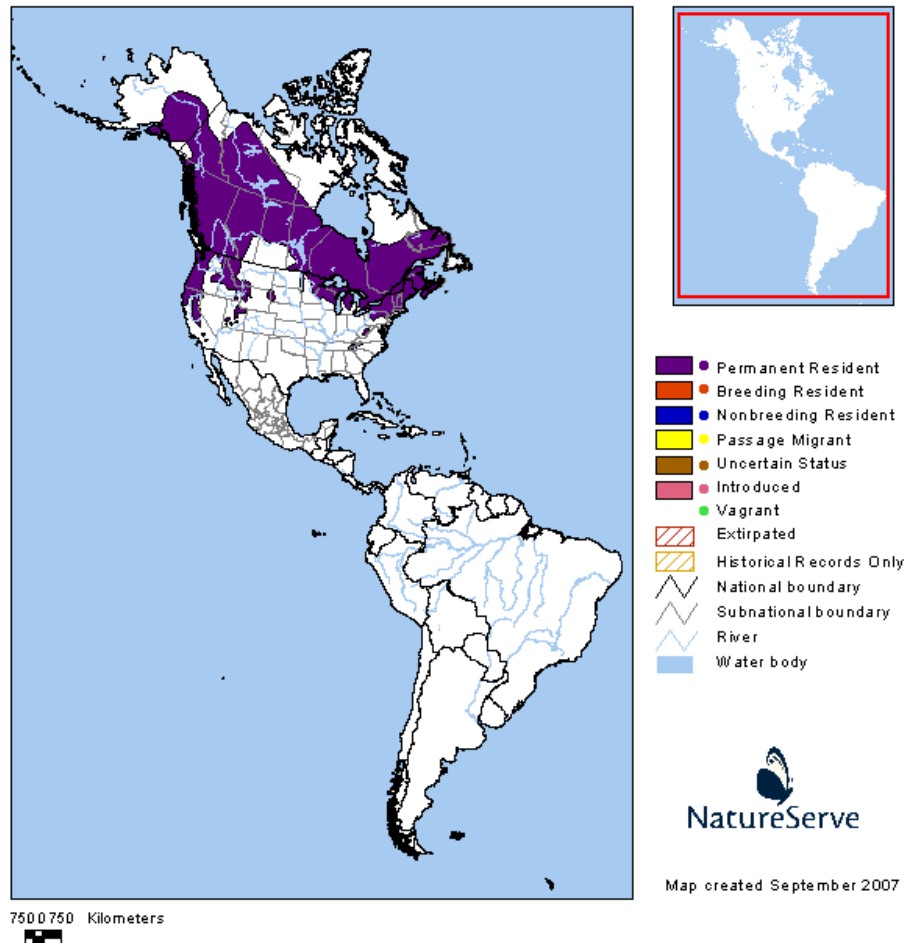 Permanent Resident
Breeding Resident
Nonbreeding Resident
Passage Migrant
Uncertain Status
Introduced
Vagrant
Extirpated
Historical Records Only
National boundary
Subnational boundary
River
Water body
NatureServe
Map created September 2007
750 0 750 Kilometers